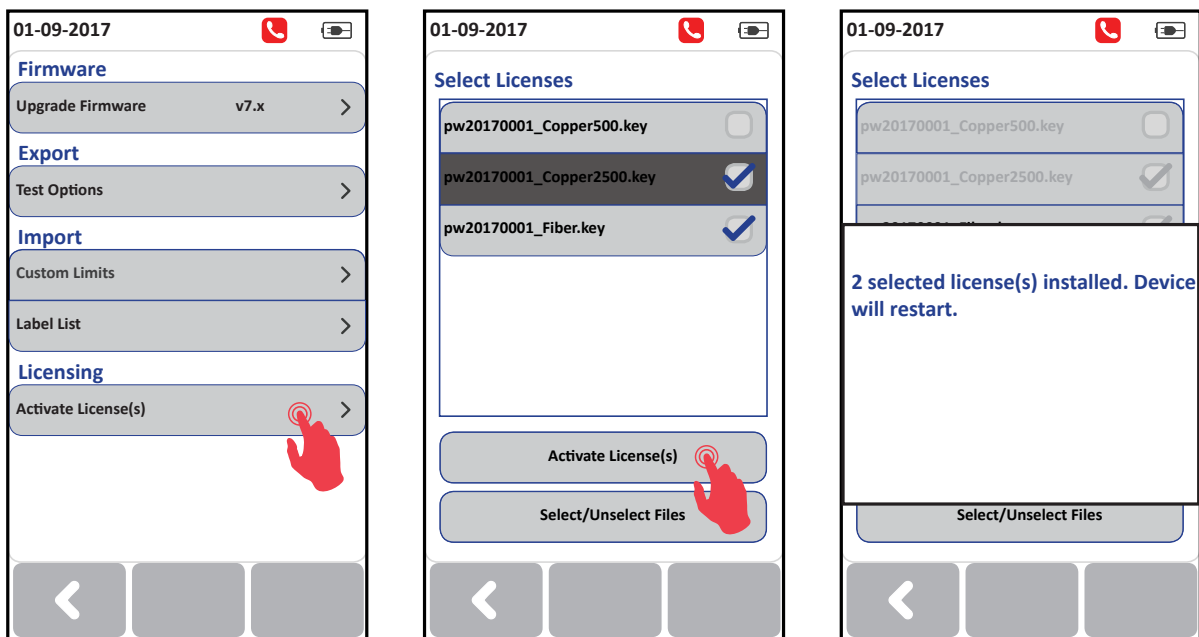 01-09-2017
Firmware
Upgrade Firmware v7.x
Export
Test Options
Import
Custom Limits
Label List
Licensing
Activate License(s)
01-09-2017
Select Licenses
pw20170001_Copper500.key
pw20170001_Copper2500.key
pw20170001_Fiber.key
Activate License(s)
Select/Unselect Files
01-09-2017
Select Licenses
pw20170001_Copper500.key
pw20170001_Copper2500.key
2 selected license(s) installed. Device
will restart.
Select/Unselect Files